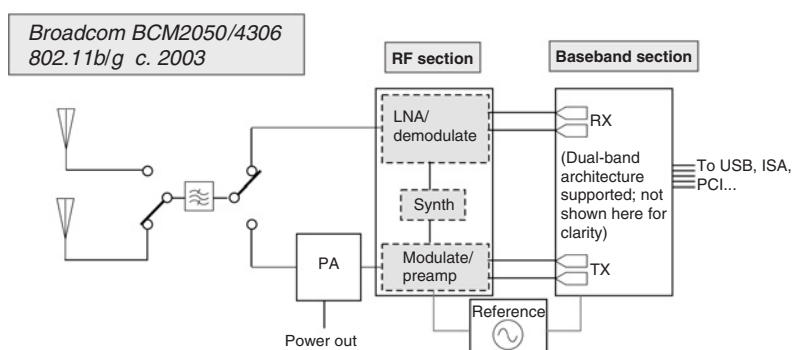 Broadcom BCM2050/4306
802.11b/g c. 2003
RF section
Baseband section
LNA/
demodulate
RX
(Dual-band
architecture
supported; not
shown here for
clarity)
To USB, ISA,
PCI...
Synth
PA
Modulate/
preamp
TX
Reference
Power out